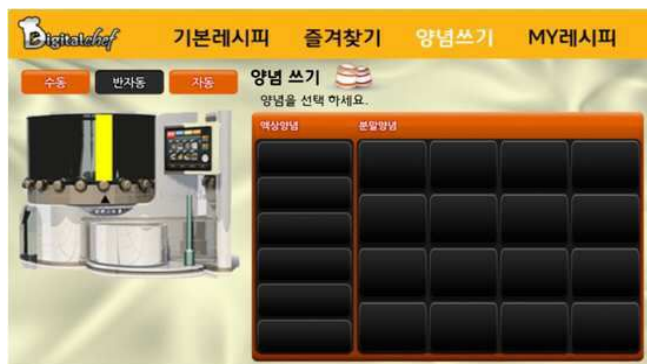 Digitalchef
기본레시피 즐겨찾기 양념쓰기 MY레시피
수동 반자동 자동
양념 쓰기
양념을 선택 하세요.
액상양념 분말양념